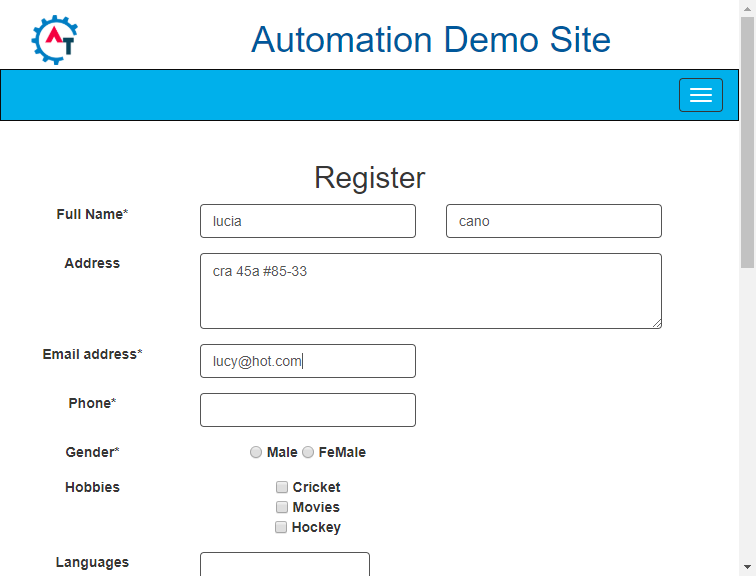 AT
Automation Demo Site
Register
Full Name* lucia cano
Address cra 45a #85-33
Email address* lucy@hot.com
Phone*
Gender* Male FeMale
Hobbies Cricket
Movies
Hockey
Languages